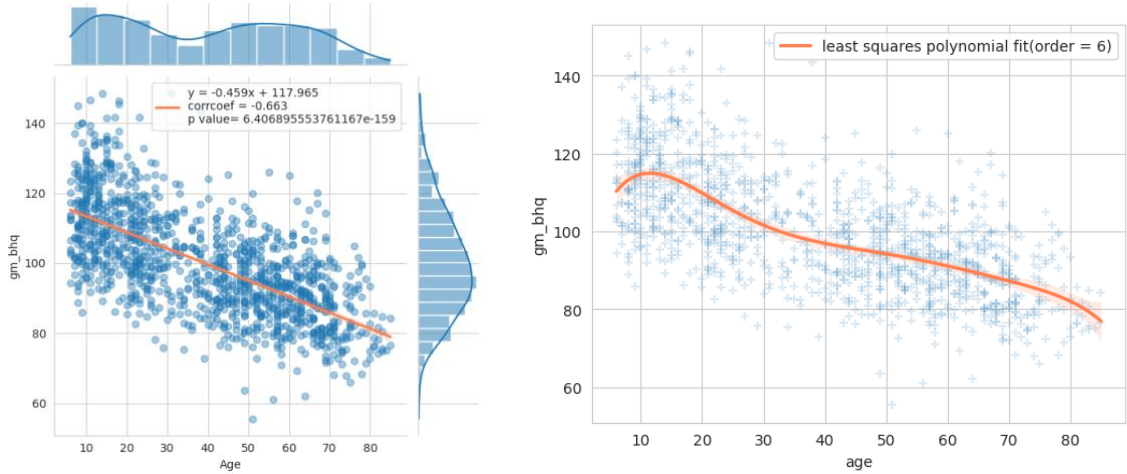 y = -0.459x + 117.965
corrcoef = -0.663
p value= 6.406895553761167e-159
140
120
100
80
60
gm_bhq
10 20 30 40 50 60 70 80
Age
least squares polynomial fit(order = 6)
140
120
100
80
60
gm_bhq
10 20 30 40 50 60 70 80
age